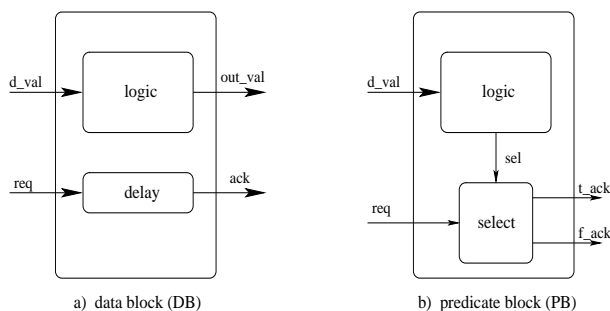 d_val
logic
out_val
req
delay
ack
a) data block (DB)
d_val
logic
sel
req
select
t_ack
f_ack
b) predicate block (PB)